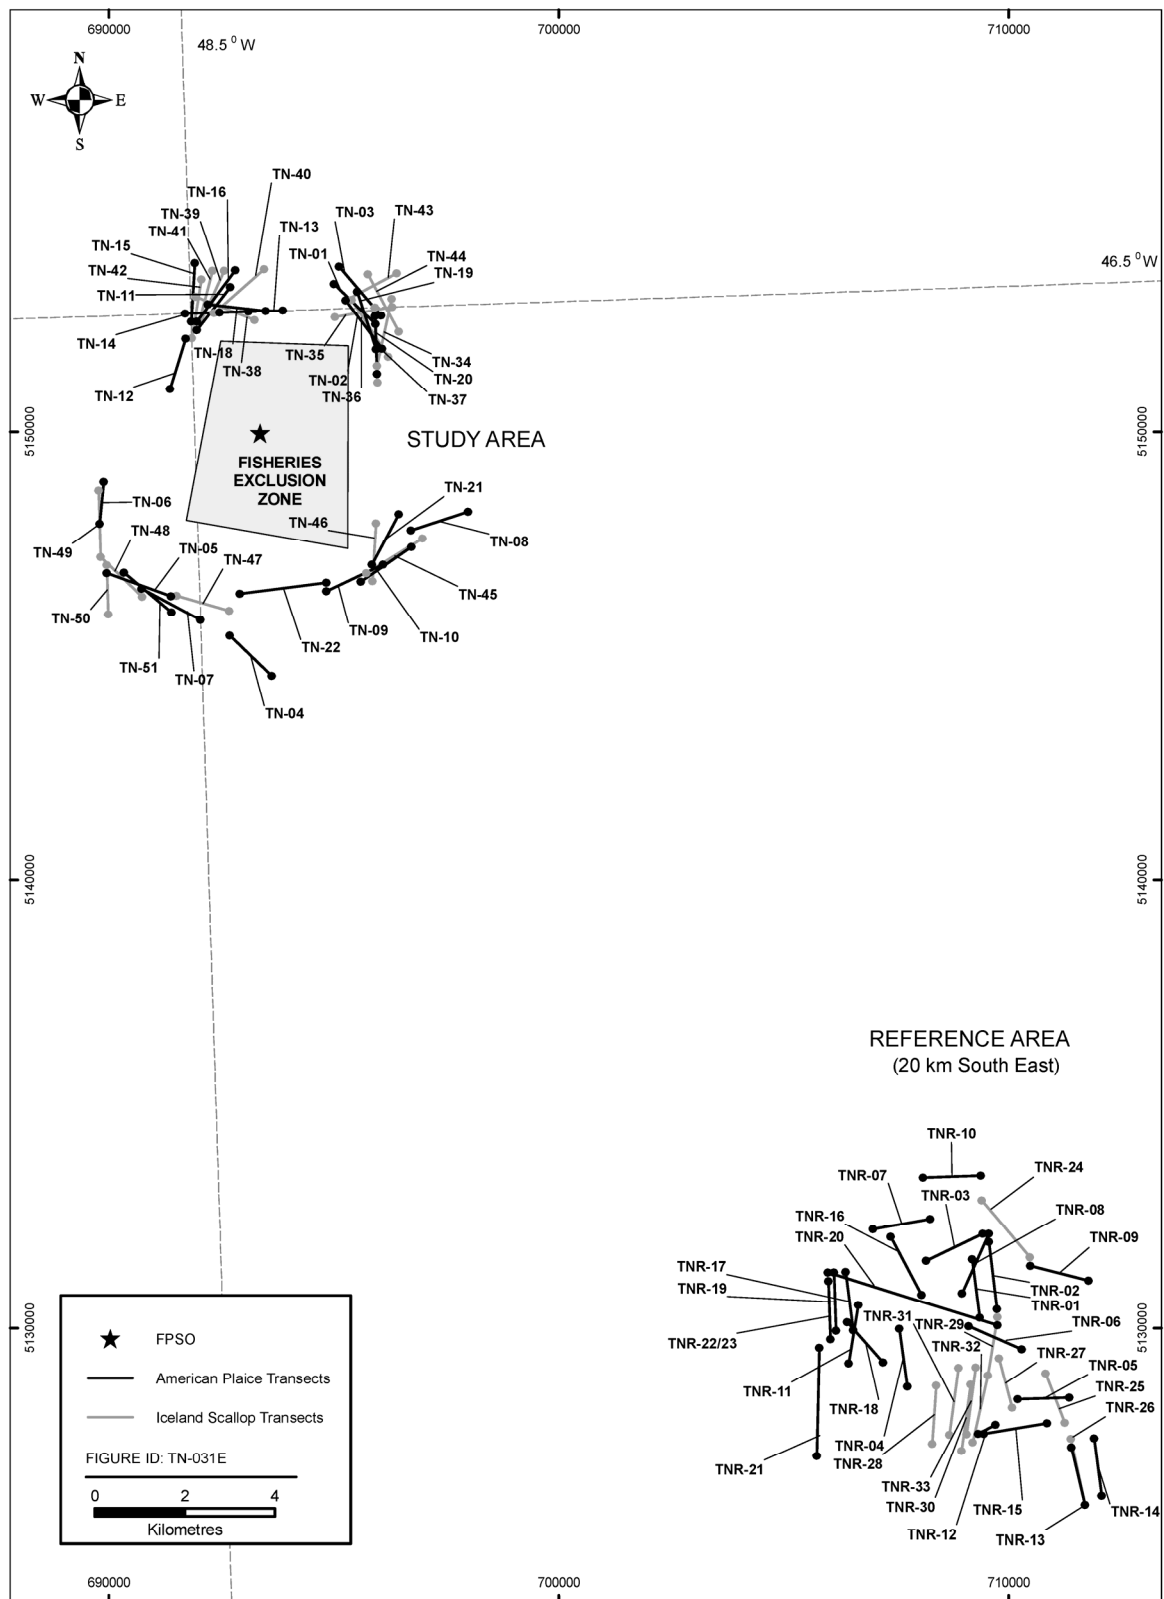 690000
700000
710000
48.5 0 W
N
W
E
S
TN-40
TN-16
TN-39
TN-41
TN-13
TN-03
TN-43
TN-15
TN-01
TN-44
TN-42
TN-19
TN-11
46.5 0W
TN-14
TN-18
TN-35
TN-34
TN-38
TN-02
TN-20
TN-12
TN-36
TN-37
5150000
5150000
STUDY AREA
FISHERIES
EXCLUSION
ZONE
TN-21
TN-06
TN-46
TN-48
TN-08
TN-49
TN-05
TN-47
TN-45
TN-50
TN-09
TN-10
TN-22
TN-51
TN-07
TN-04
5140000
5140000
REFERENCE AREA
(20 km South East)
TNR-10
TNR-24
TNR-07
TNR-03
TNR-08
TNR-16
TNR-20
TNR-09
TNR-17
TNR-19
TNR-02
TNR-01
TNR-31
TNR-29
TNR-06
5130000
5130000
TNR-22/23
TNR-32
TNR-27
TNR-05
TNR-11
TNR-25
TNR-18
TNR-26
TNR-04
TNR-28
TNR-21
TNR-33
TNR-30
TNR-15
TNR-14
TNR-12
TNR-13
FPSO
American Plaice Transects
Iceland Scallop Transects
FIGURE ID: TN-031E
0 2 4
Kilometres
690000
700000
710000